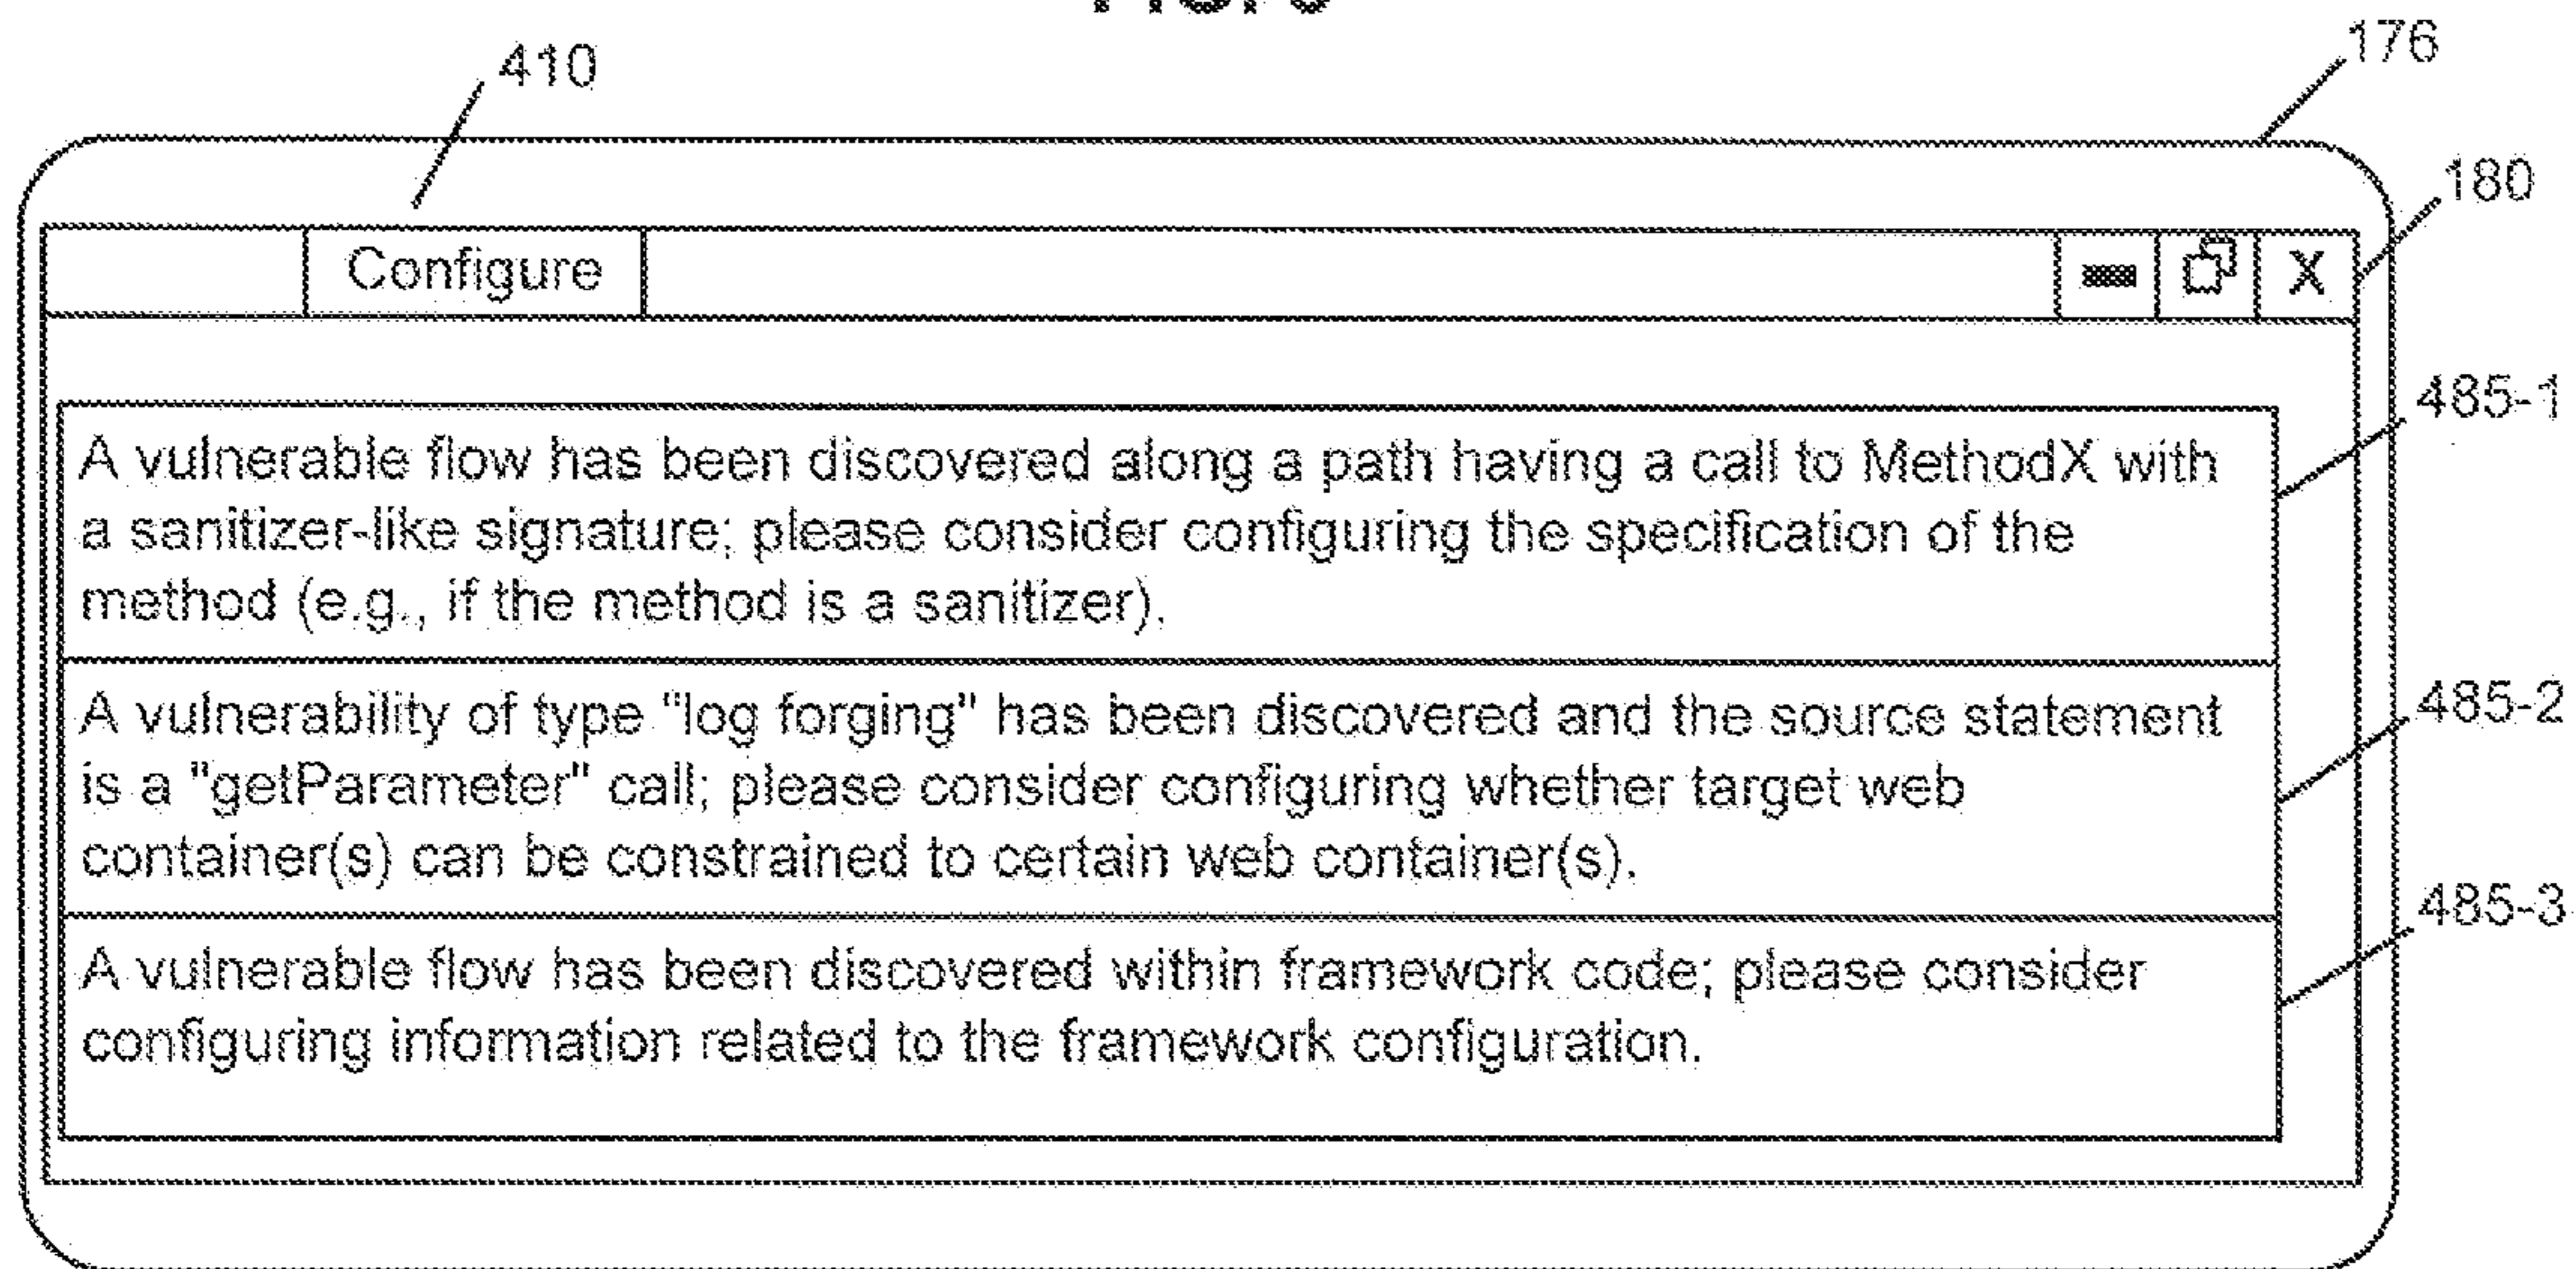 410
176
180
Configure
X
485-1
A vulnerable flow has been discovered along a path having a call to MethodX with
a sanitizer-like signature; please consider configuring the specification of the
method (e.g., if the method is a sanitizer).
485-2
A vulnerability of type "log forging" has been discovered and the source statement
is a "getParameter" call; please consider configuring whether target web
container(s) can be constrained to certain web container(s).
485-3
A vulnerable flow has been discovered within framework code; please consider
configuring information related to the framework configuration.